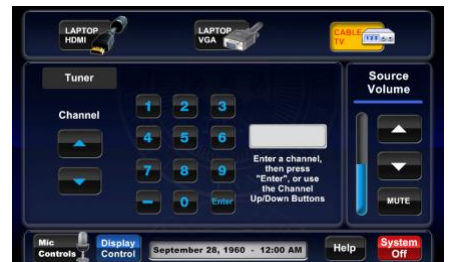 LAPTOP
HDMI
LAPTOP
VGA
CABLE-
TV
Tuner
Source
Volume
Channel
1 2 3
4 5 6
7 8 9
- 0 Enter
Enter a channel,
then press
"Enter", or use
the Channel
Up/Down Buttons
MUTE
Mic
Controls
Display
Control
September 28, 1960 - 12:00 AM
Help
System
Off